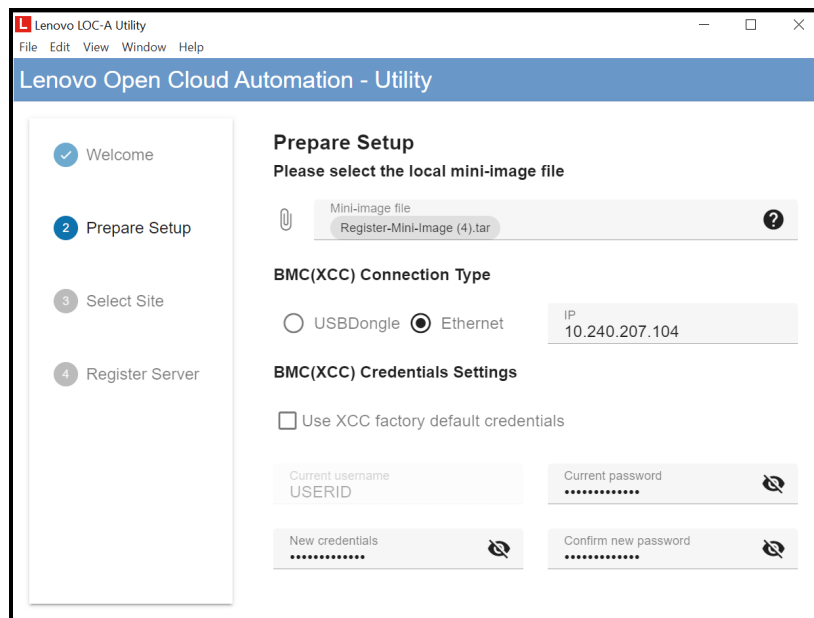 L Lenovo LOC-A Utility
File Edit View Window Help
Lenovo Open Cloud Automation - Utility
Welcome
2 Prepare Setup
3 Select Site
4 Register Server
Prepare Setup
Please select the local mini-image file
Mini-image file
Register-Mini-Image (4).tar
?
BMC(XCC) Connection Type
USBDongle Ethernet
IP
10.240.207.104
BMC(XCC) Credentials Settings
Use XCC factory default credentials
Current username
USERID
Current password
•••••••••••••
New credentials
•••••••••••••
Confirm new password
•••••••••••••